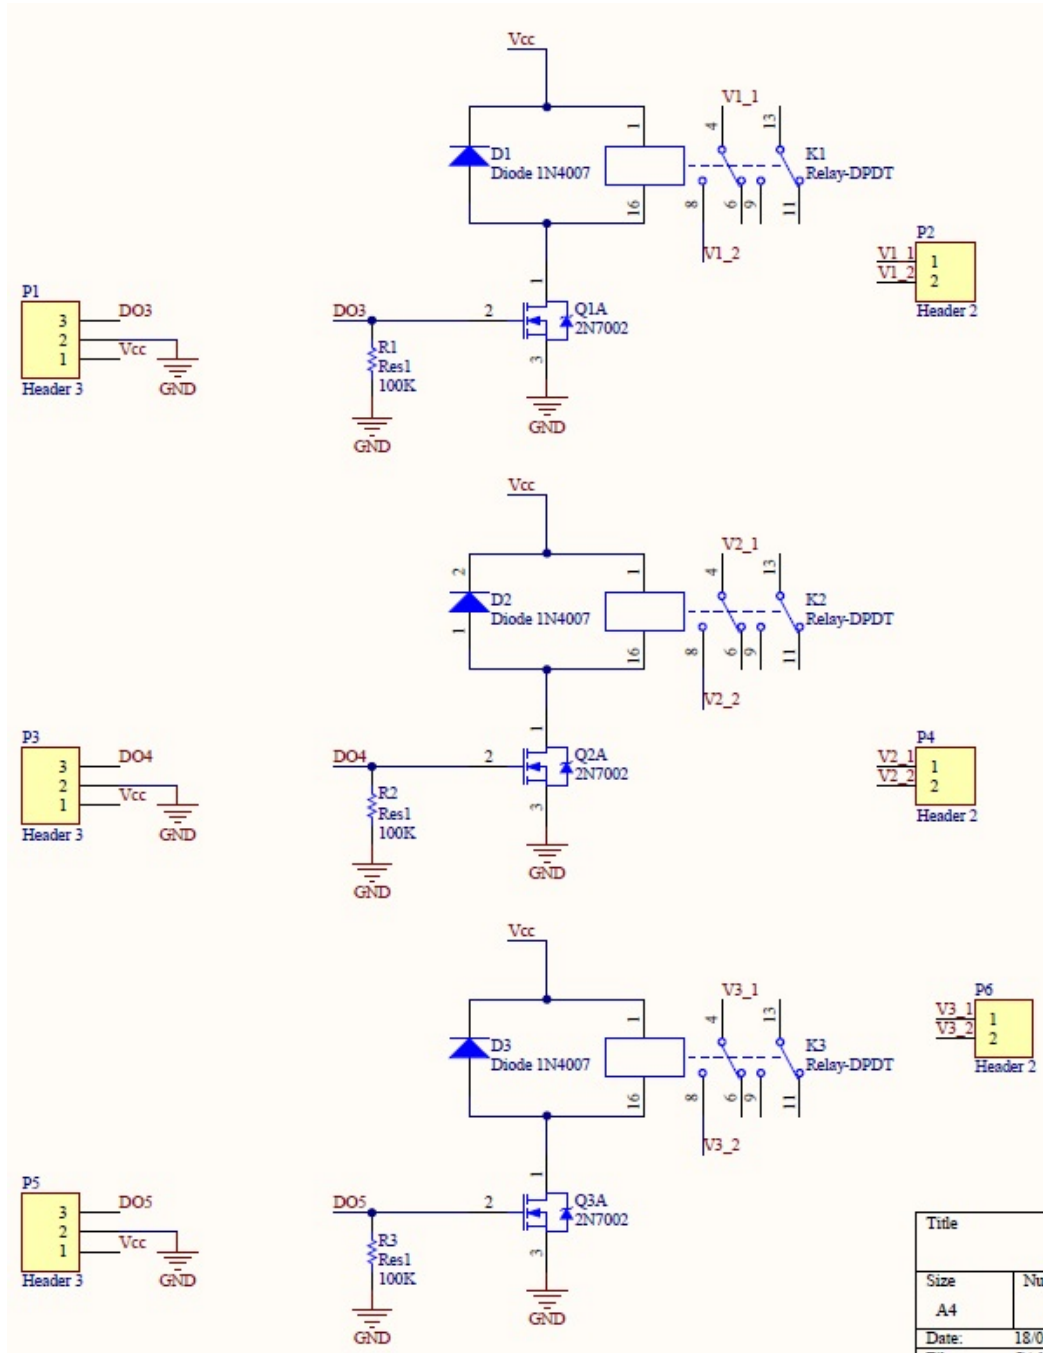 Vcc
V1_1
4
13
1
D1
Diode 1N4007
K1
Relay-DPDT
16
8
6
9
11
V1_2
P2
V1_1
V1_2
1
2
Header 2
P1
3
2
1
DO3
Vcc
GND
Header 3
DO3
2
1
Q1A
2N7002
3
R1
Res1
100K
GND
GND
Vcc
V2_1
4
13
2
1
1
D2
Diode 1N4007
K2
Relay-DPDT
16
8
6
9
11
V2_2
P3
3
2
1
DO4
Vcc
GND
Header 3
DO4
2
1
Q2A
2N7002
3
R2
Res1
100K
GND
GND
P4
V2_1
V2_2
1
2
Header 2
Vcc
V3_1
4
13
1
D3
Diode 1N4007
K3
Relay-DPDT
16
8
6
9
11
V3_2
P6
V3_1
V3_2
1
2
Header 2
P5
3
2
1
DO5
Vcc
GND
Header 3
DO5
2
1
Q3A
2N7002
3
R3
Res1
100K
GND
GND
Title
Size
Nu
A4
Date:
18/0